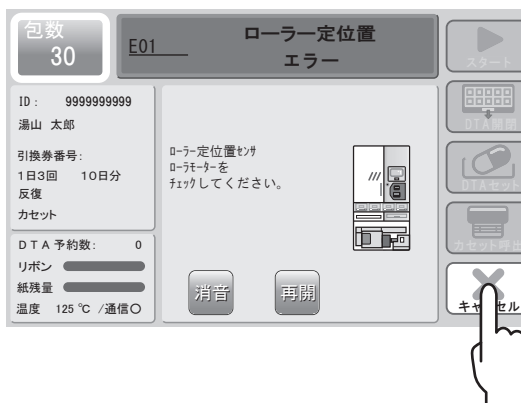 包数
30
E01
ローラー定位置
エラー
スタート
ID: 9999999999
湯山 太郎
引換券番号:
1日3回 10日分
反復
カセット
DTA予約数: 0
リボン
紙残量
温度 125℃ /通信○
ローラー定位置センサ
ローラモーターを
チェックしてください。
消音
再開
DTA開閉
DTAセット
カセット呼出
キャンセル